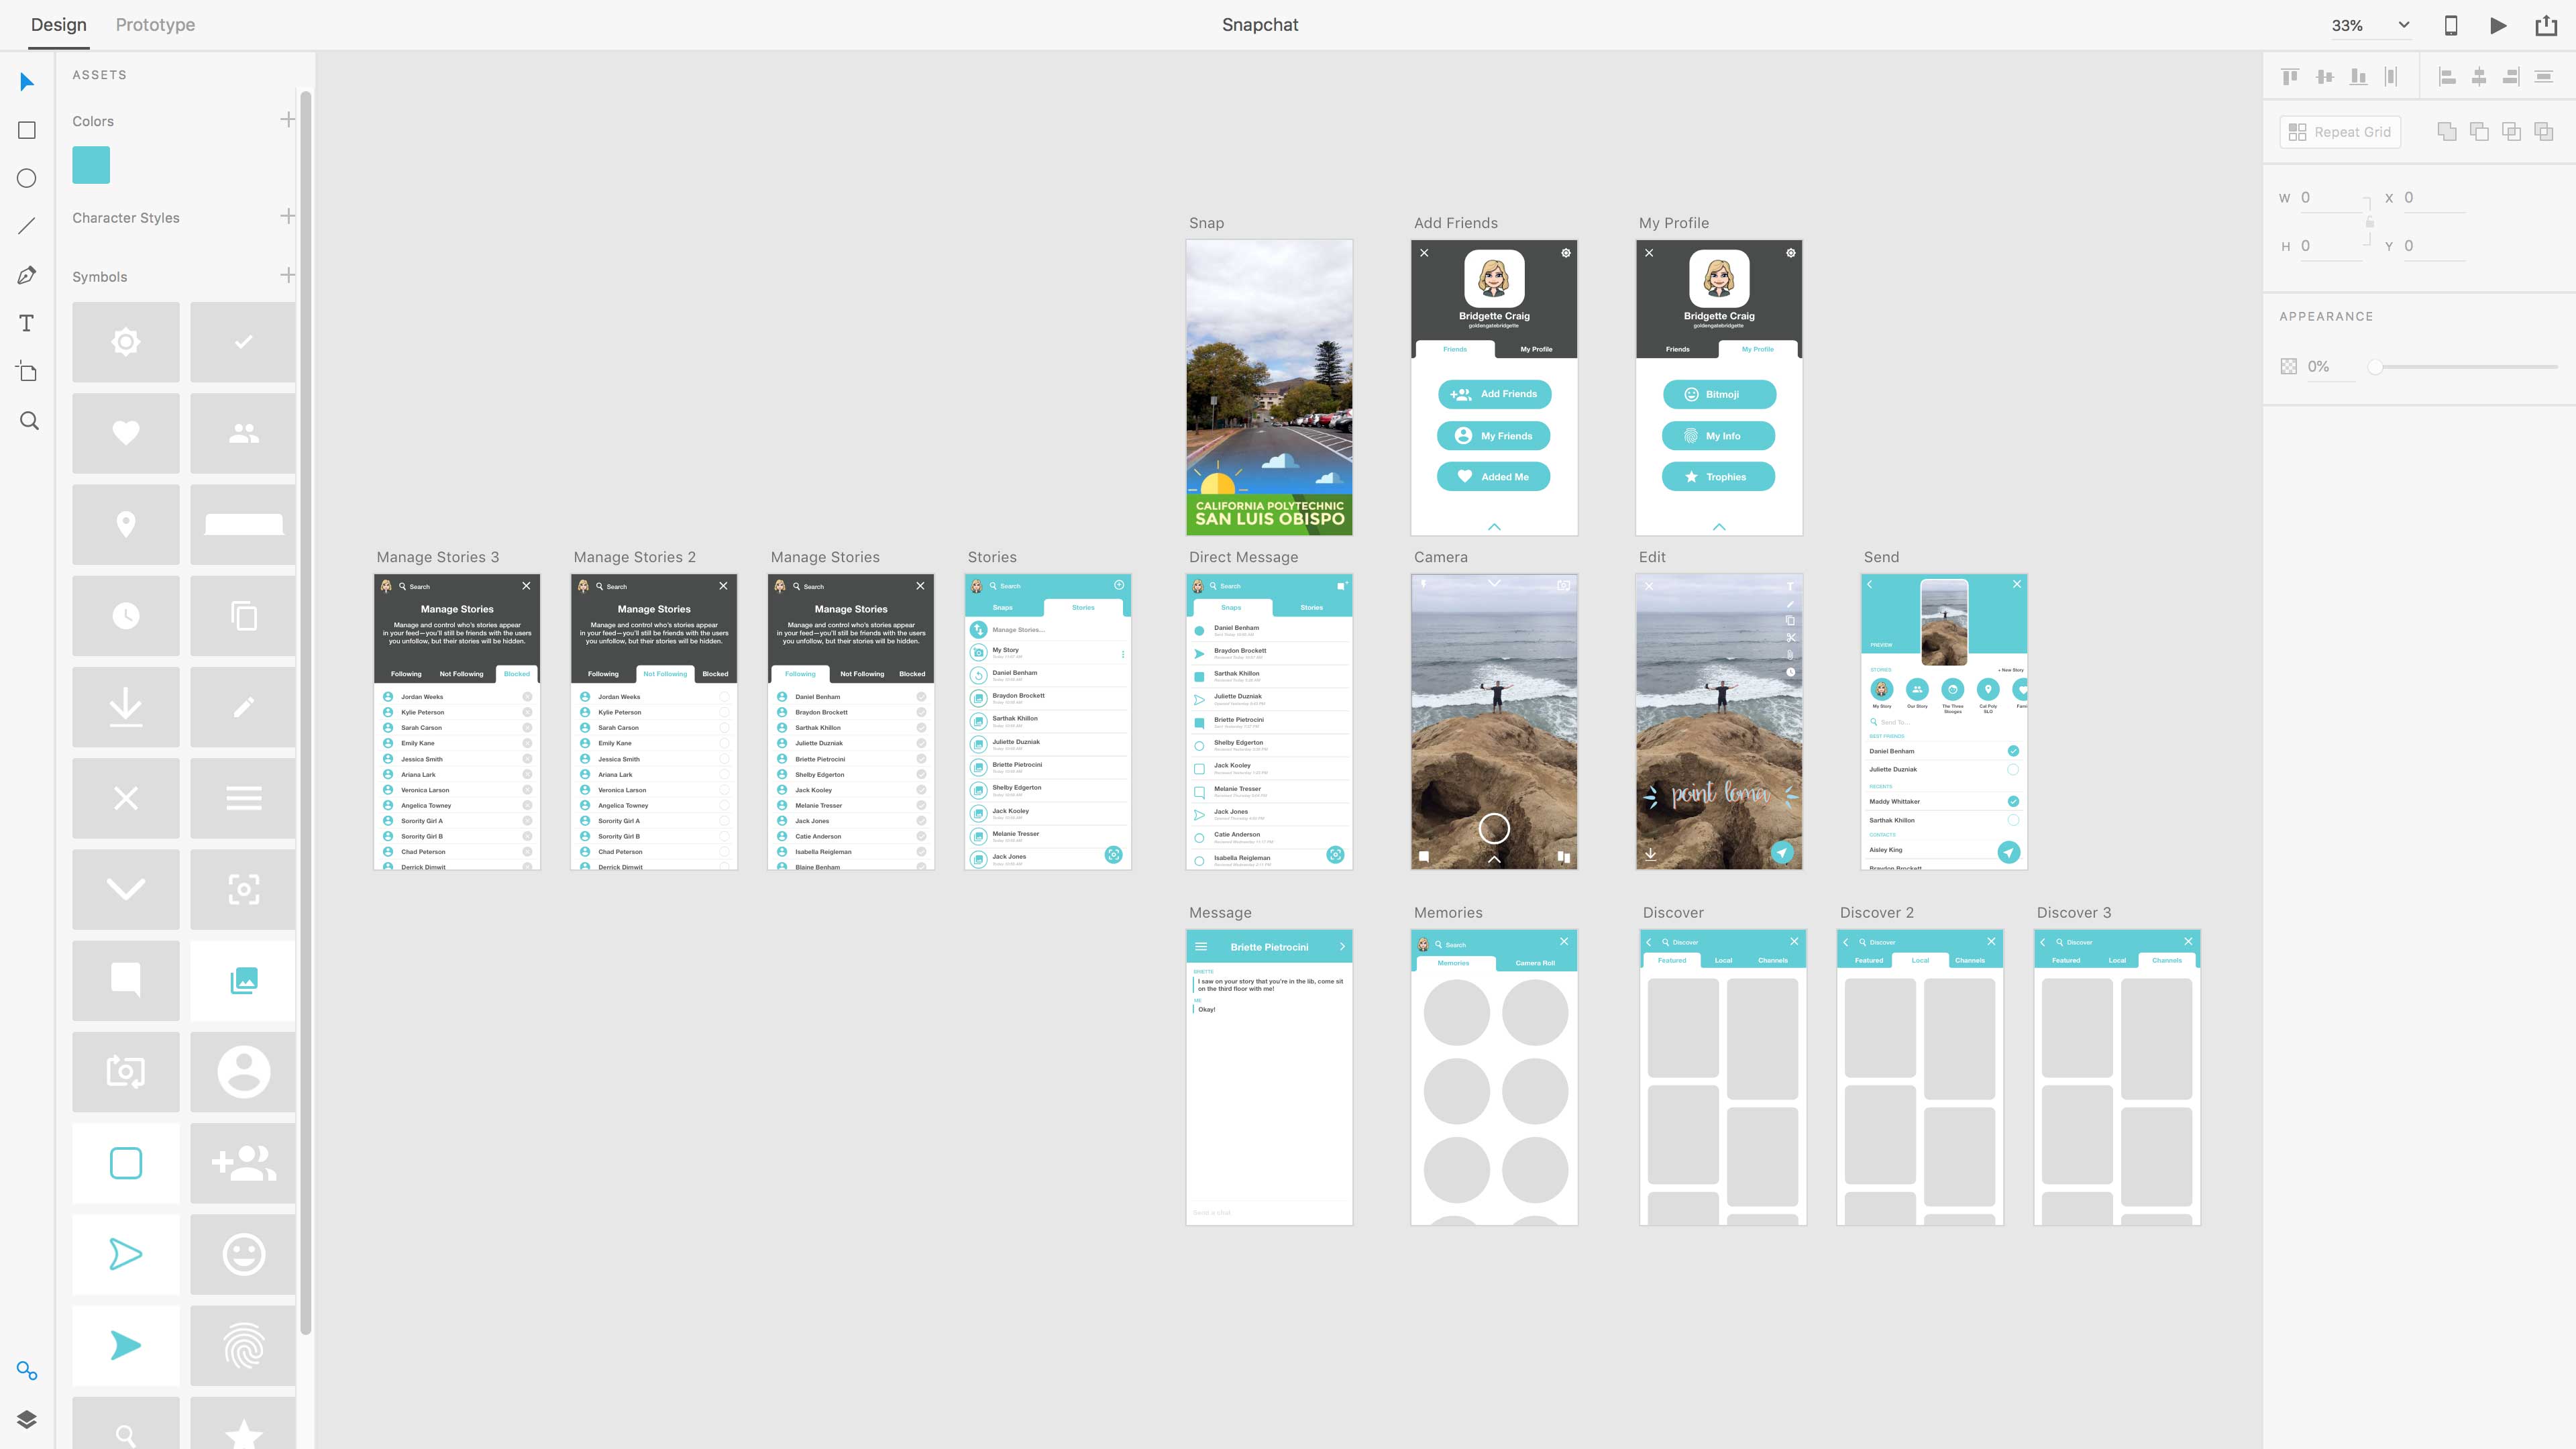 Design Prototype
Snapchat
33%
ASSETS
Colors
Character Styles
Symbols
Repeat Grid
W 0 X 0
H 0 Y 0
APPEARANCE
0%
Snap
CALIFORNIA POLYTECHNIC
SAN LUIS OBISPO
Add Friends
Bridgette Craig
goldengatebridgette
Friends My Profile
Add Friends
My Friends
Added Me
My Profile
Bridgette Craig
goldengatebridgette
Friends My Profile
Bitmoji
My Info
Trophies
Manage Stories 3
Search
Manage Stories
Manage and control who's stories appear
in your feed—you'll still be friends with the users
you unfollow, but their stories will be hidden.
Following Not Following Blocked
Jordan Weeks
Kylie Peterson
Sarah Carson
Emily Kane
Jessica Smith
Ariana Lark
Veronica Larson
Angelica Towney
Sorority Girl A
Sorority Girl B
Chad Peterson
Derrick Dimwit
Manage Stories 2
Search
Manage Stories
Manage and control who's stories appear
in your feed—you'll still be friends with the users
you unfollow, but their stories will be hidden.
Following Not Following Blocked
Jordan Weeks
Kylie Peterson
Sarah Carson
Emily Kane
Jessica Smith
Ariana Lark
Veronica Larson
Angelica Towney
Sorority Girl A
Sorority Girl B
Chad Peterson
Derrick Dimwit
Manage Stories
Search
Manage Stories
Manage and control who's stories appear
in your feed—you'll still be friends with the users
you unfollow, but their stories will be hidden.
Following Not Following Blocked
Daniel Benham
Braydon Brockett
Sarthak Khillon
Juliette Duzniak
Briette Pietrocini
Shelby Edgerton
Jack Kooley
Melanie Tresser
Jack Jones
Catie Anderson
Isabella Reigleman
Blaine Benham
Stories
Search
Snaps Stories
Manage Stories...
My Story
Daniel Benham
Braydon Brockett
Sarthak Khillon
Juliette Duzniak
Briette Pietrocini
Shelby Edgerton
Jack Kooley
Melanie Tresser
Jack Jones
Direct Message
Search
Snaps Stories
Daniel Benham
Braydon Brockett
Sarthak Khillon
Juliette Duzniak
Briette Pietrocini
Shelby Edgerton
Jack Kooley
Melanie Tresser
Jack Jones
Catie Anderson
Isabella Reigleman
Camera
Edit
T
point loma
Send
PREVIEW
STORIES + New Story
My Story Our Story The Three Stooges Cal Poly SLO
Send To...
BEST FRIENDS
Daniel Benham
Juliette Duzniak
RECENTS
Maddy Whittaker
Sarthak Khillon
CONTACTS
Aisley King
Braydon Brockett
Message
Briette Pietrocini
BRIETTE
I saw on your story that you're in the lib, come sit
on the third floor with me!
ME
Okay!
Send a chat
Memories
Search
Memories Camera Roll
Discover
Discover
Featured Local Channels
Discover 2
Discover
Featured Local Channels
Discover 3
Discover
Featured Local Channels